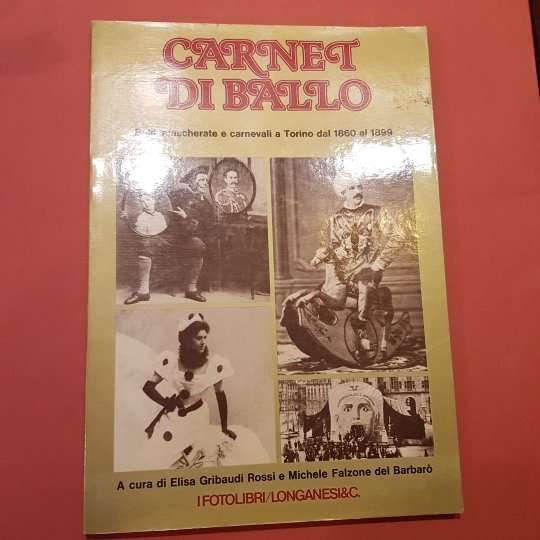 CARNET
DI BALLO
mascherate e carnevali a Torino dal 1860 al 1899
A cura di Elisa Gribaudi Rossi e Michele Falzone del Barbarò
I FOTOLIBRI/LONGANESI&C.